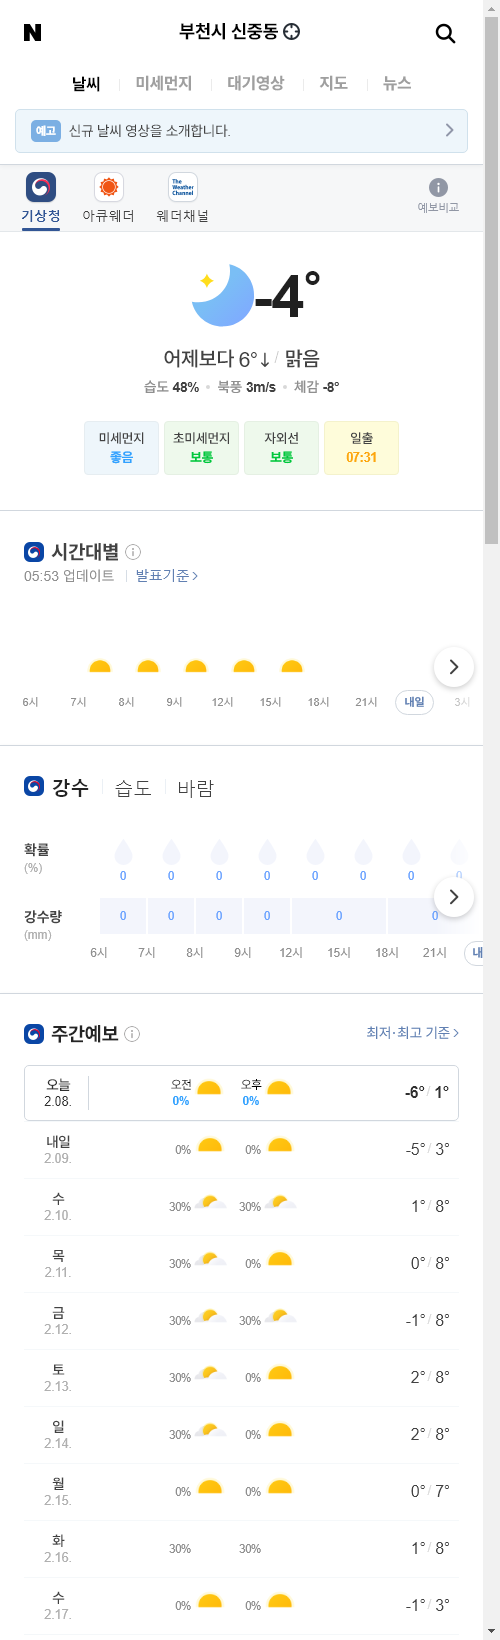 N
부천시 신중동
날씨 미세먼지 대기영상 지도 뉴스
예고 신규 날씨 영상을 소개합니다.
The Weather Channel
기상청 아큐웨더 웨더채널 예보비교
-4°
어제보다 6°↓ / 맑음
습도 48% • 북풍 3m/s • 체감 -8°
미세먼지 초미세먼지 자외선 일출
좋음 보통 보통 07:31
시간대별
05:53 업데이트 발표기준 >
6시 7시 8시 9시 12시 15시 18시 21시 내일 3시
강수 습도 바람
확률
(%)
0 0 0 0 0 0 0 0
강수량
(mm)
0 0 0 0 0 0
6시 7시 8시 9시 12시 15시 18시 21시 내
주간예보 최저·최고 기준 >
오늘 오전 오후
2.08. 0% 0% -6° / 1°
내일
2.09. 0% 0% -5° / 3°
수
2.10. 30% 30% 1° / 8°
목
2.11. 30% 0% 0° / 8°
금
2.12. 30% 30% -1° / 8°
토
2.13. 30% 0% 2° / 8°
일
2.14. 30% 0% 2° / 8°
월
2.15. 0% 0% 0° / 7°
화
2.16. 30% 30% 1° / 8°
수
2.17. 0% 0% -1° / 3°